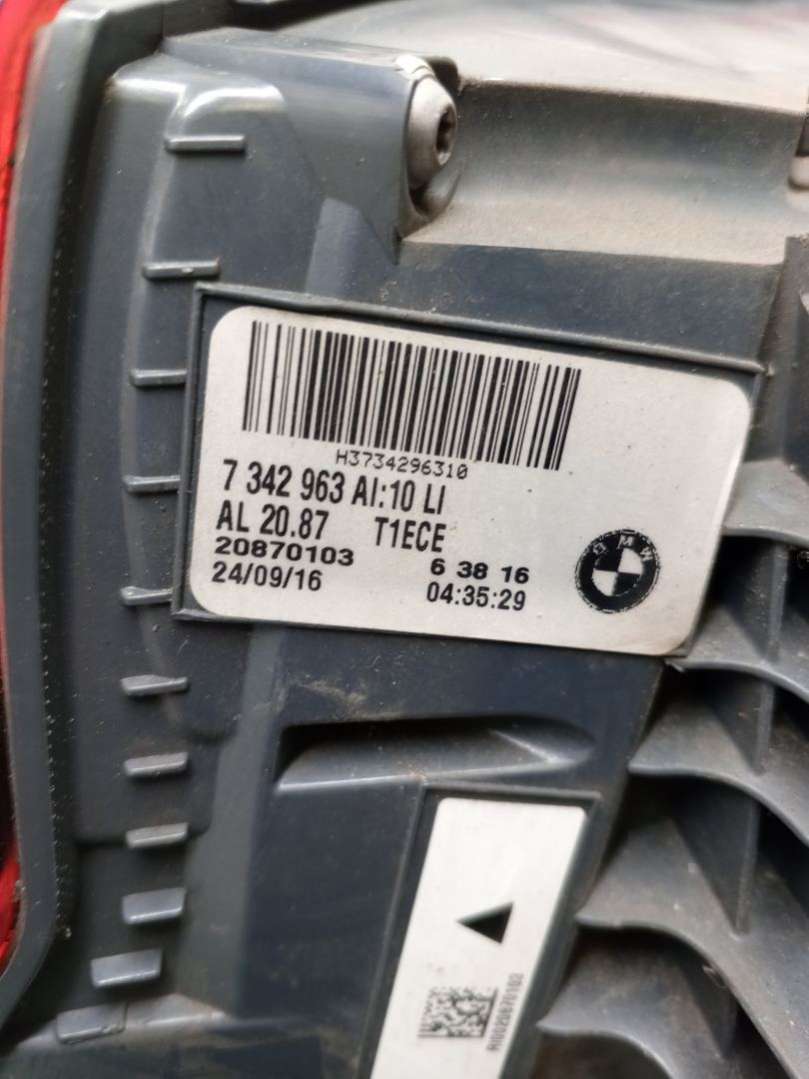 H3734296310
7 342 963 AI:10 LI
AL 20.87 T1ECE
20870103 6 38 16
24/09/16 04:35:29
BMW